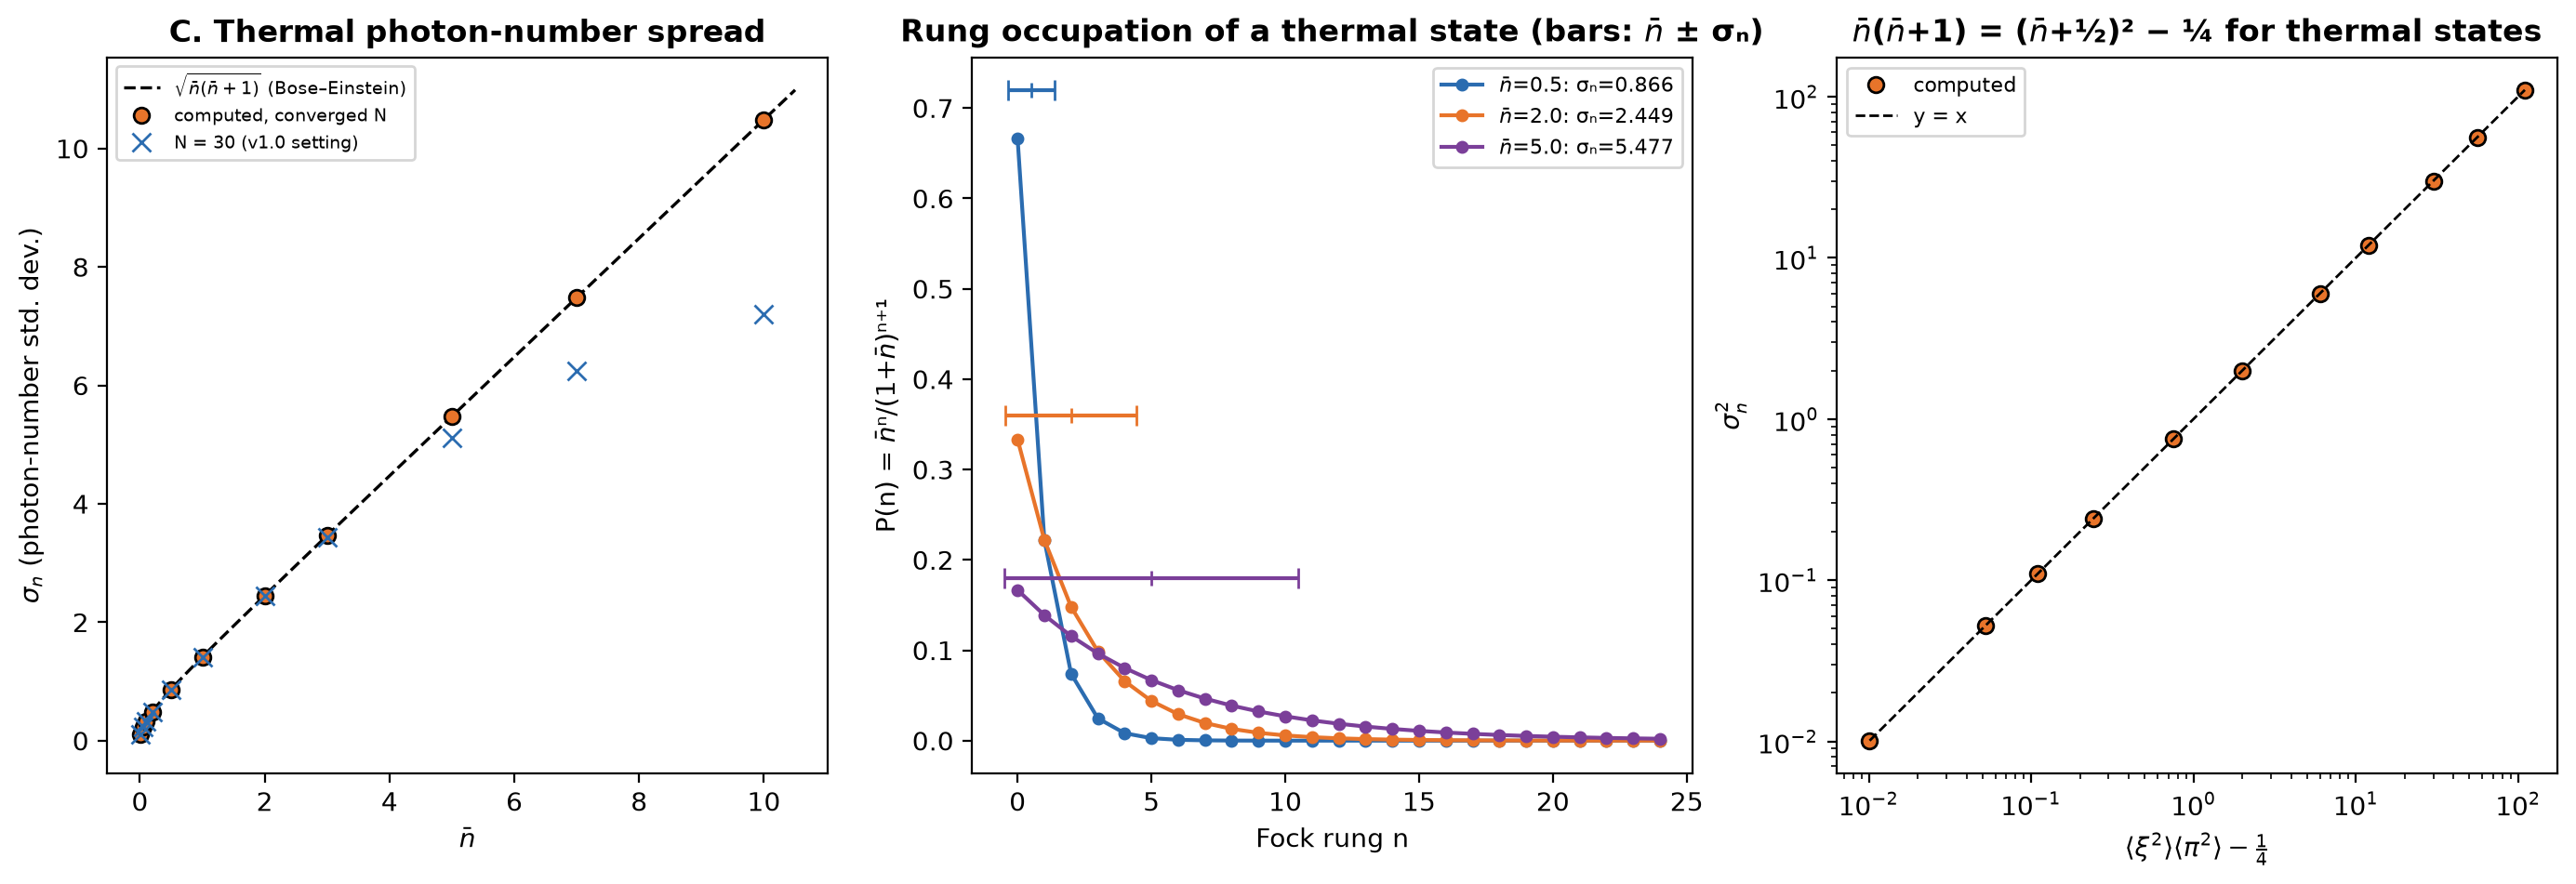 C. Thermal photon-number spread
√n̄(n̄ + 1) (Bose–Einstein)
computed, converged N
N = 30 (v1.0 setting)
σₙ (photon-number std. dev.)
10
8
6
4
2
0
0 2 4 6 8 10
n̄
Rung occupation of a thermal state (bars: n̄ ± σₙ)
n̄=0.5: σₙ=0.866
n̄=2.0: σₙ=2.449
n̄=5.0: σₙ=5.477
P(n) = n̄ⁿ/(1+n̄)ⁿ⁺¹
0.7
0.6
0.5
0.4
0.3
0.2
0.1
0.0
0 5 10 15 20 25
Fock rung n
n̄(n̄+1) = (n̄+½)² − ¼ for thermal states
computed
y = x
σₙ²
10²
10¹
10⁰
10⁻¹
10⁻²
10⁻² 10⁻¹ 10⁰ 10¹ 10²
⟨ξ²⟩⟨π²⟩ − 1/4